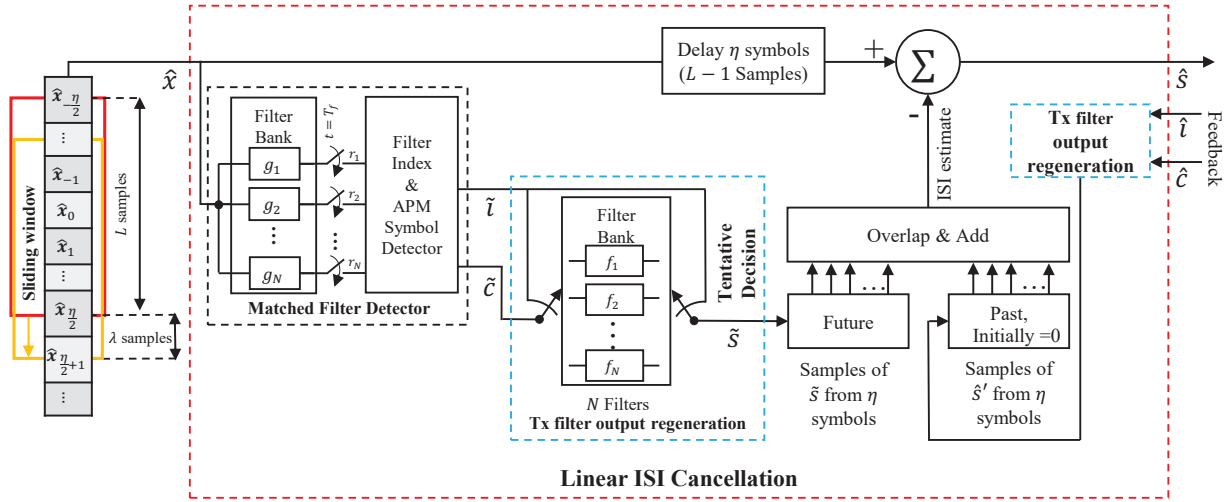 x̂
Delay η symbols
(L − 1 Samples)
+
Σ
-
ŝ
x̂_{-η/2}
⋮
x̂_{-1}
x̂_0
x̂_1
⋮
x̂_{η/2}
x̂_{η/2+1}
⋮
Sliding window
L samples
λ samples
Filter
Bank
g_1
g_2
⋮
g_N
t = T_f
r_1
r_2
…
r_N
Filter
Index
&
APM
Symbol
Detector
Matched Filter Detector
ĩ
c̃
Filter
Bank
f_1
f_2
⋮
f_N
N Filters
Tx filter output regeneration
Tentative
Decision
s̃
ISI estimate
Overlap & Add
…
…
Future
Past,
Initially =0
Samples of
s̃ from η
symbols
Samples of
ŝ′ from η
symbols
Tx filter
output
regeneration
î
ĉ
Feedback
Linear ISI Cancellation